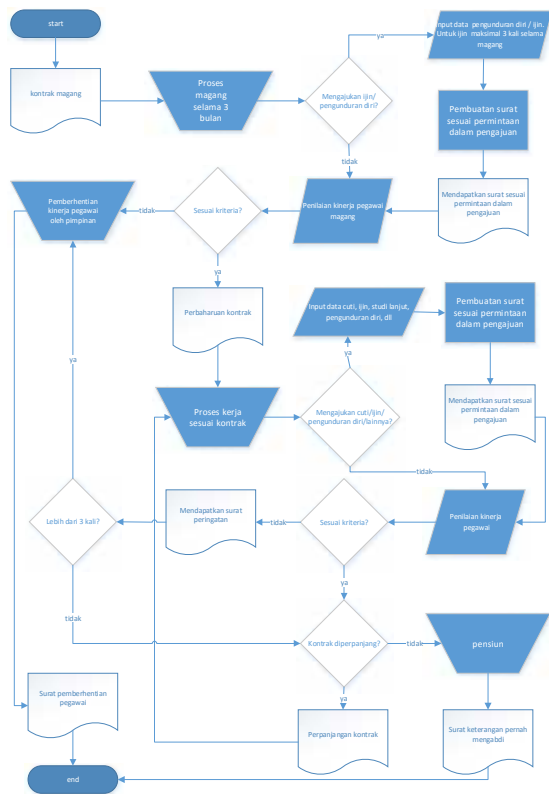 start
kontrak magang
Proses
magang
selama 3
bulan
Mengajukan ijin/
pengunduran diri?
ya
Input data pengunduran diri / ijin.
Untuk ijin maksimal 3 kali selama
magang
Pembuatan surat
sesuai permintaan
dalam pengajuan
tidak
Mendapatkan surat sesuai
permintaan dalam
pengajuan
Penilaian kinerja pegawai
magang
Sesuai kriteria?
tidak
Pemberhentian
kinerja pegawai
oleh pimpinan
ya
Perbaharuan kontrak
Input data cuti, ijin, studi lanjut,
pengunduran diri, dll
Pembuatan surat
sesuai permintaan
dalam pengajuan
ya
ya
Proses kerja
sesuai kontrak
Mengajukan cuti/ijin/
pengunduran diri/lainnya?
Mendapatkan surat sesuai
permintaan dalam
pengajuan
tidak
Lebih dari 3 kali?
Mendapatkan surat
peringatan
tidak
Sesuai kriteria?
Penilaian kinerja
pegawai
ya
tidak
Kontrak diperpanjang?
tidak
pensiun
ya
Surat pemberhentian
pegawai
Perpanjangan kontrak
Surat keterangan pernah
mengabdi
end